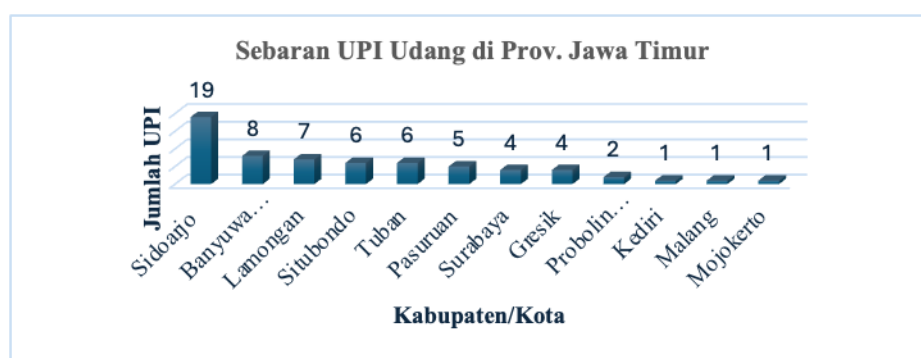 Sebaran UPI Udang di Prov. Jawa Timur
19 8 7 6 6 5 4 4 2 1 1 1
Jumlah UPI
Sidoarjo
Banyuwa...
Lamongan
Situbondo
Tuban
Pasuruan
Surabaya
Gresik
Probolin...
Kediri
Malang
Mojokerto
Kabupaten/Kota